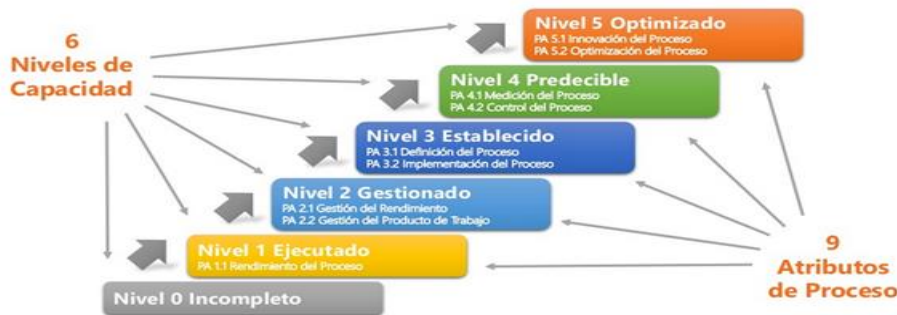 6
Niveles de
Capacidad
Nivel 5 Optimizado
PA 5.1 Innovación del Proceso
PA 5.2 Optimización del Proceso
Nivel 4 Predecible
PA 4.1 Medición del Proceso
PA 4.2 Control del Proceso
Nivel 3 Establecido
PA 3.1 Definición del Proceso
PA 3.2 Implementación del Proceso
Nivel 2 Gestionado
PA 2.1 Gestión del Rendimiento
PA 2.2 Gestión del Producto de Trabajo
Nivel 1 Ejecutado
PA 1.1 Rendimiento del Proceso
Nivel 0 Incompleto
9
Atributos
de Proceso